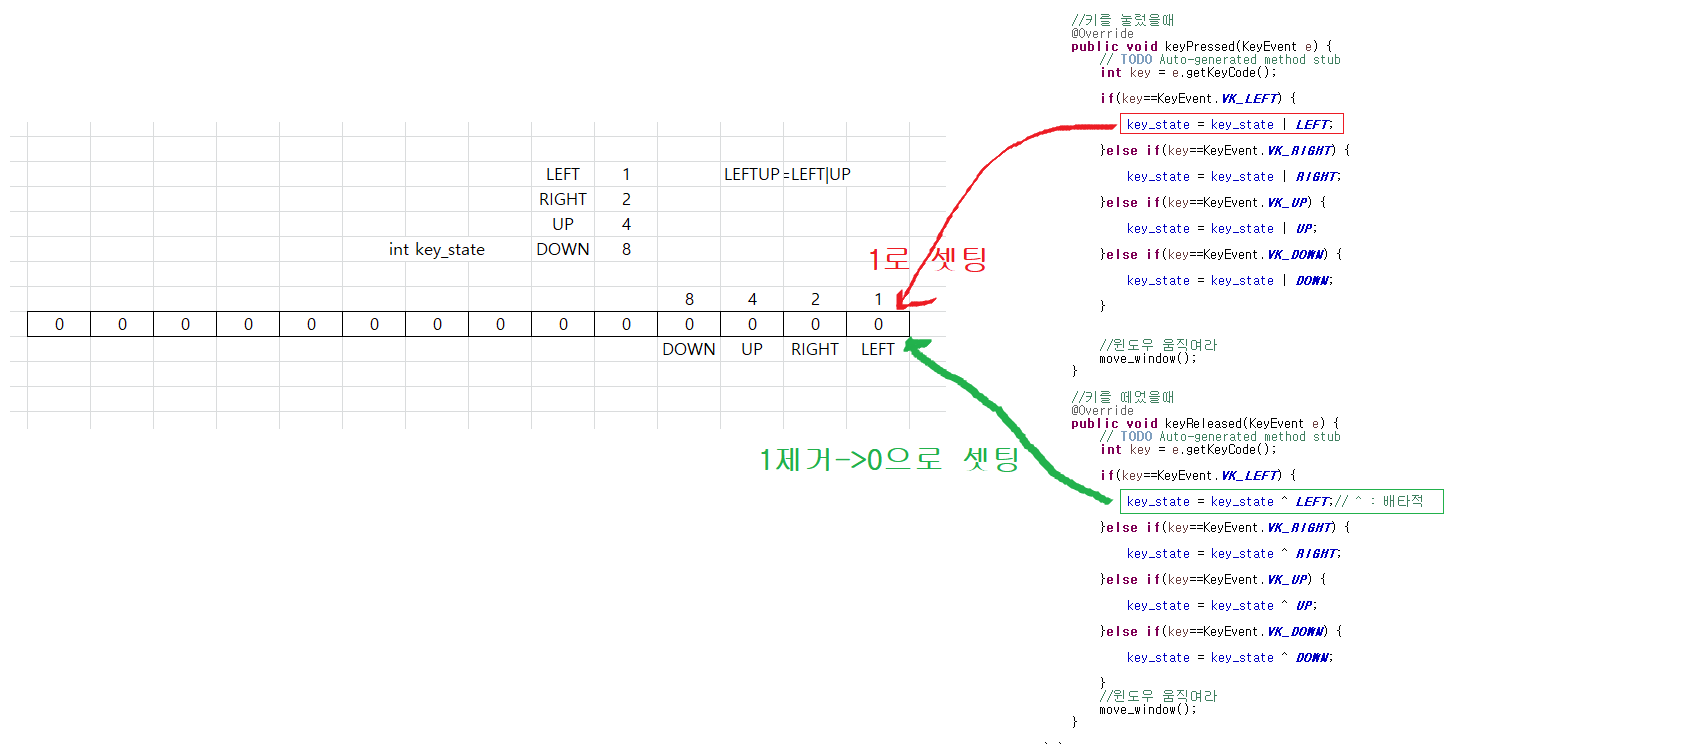 LEFT 1 LEFTUP =LEFT|UP
RIGHT 2
UP 4
int key_state DOWN 8
1로 셋팅
8 4 2 1
0 0 0 0 0 0 0 0 0 0 0 0 0 0
DOWN UP RIGHT LEFT
1제거->0으로 셋팅
//키를 눌렀을때
@Override
public void keyPressed(KeyEvent e) {
// TODO Auto-generated method stub
int key = e.getKeyCode();
if(key==KeyEvent.VK_LEFT) {
key_state = key_state | LEFT;
}else if(key==KeyEvent.VK_RIGHT) {
key_state = key_state | RIGHT;
}else if(key==KeyEvent.VK_UP) {
key_state = key_state | UP;
}else if(key==KeyEvent.VK_DOWN) {
key_state = key_state | DOWN;
}
//윈도우 움직여라
move_window();
}
//키를 떼었을때
@Override
public void keyReleased(KeyEvent e) {
// TODO Auto-generated method stub
int key = e.getKeyCode();
if(key==KeyEvent.VK_LEFT) {
key_state = key_state ^ LEFT;// ^ : 배타적
}else if(key==KeyEvent.VK_RIGHT) {
key_state = key_state ^ RIGHT;
}else if(key==KeyEvent.VK_UP) {
key_state = key_state ^ UP;
}else if(key==KeyEvent.VK_DOWN) {
key_state = key_state ^ DOWN;
}
//윈도우 움직여라
move_window();
}